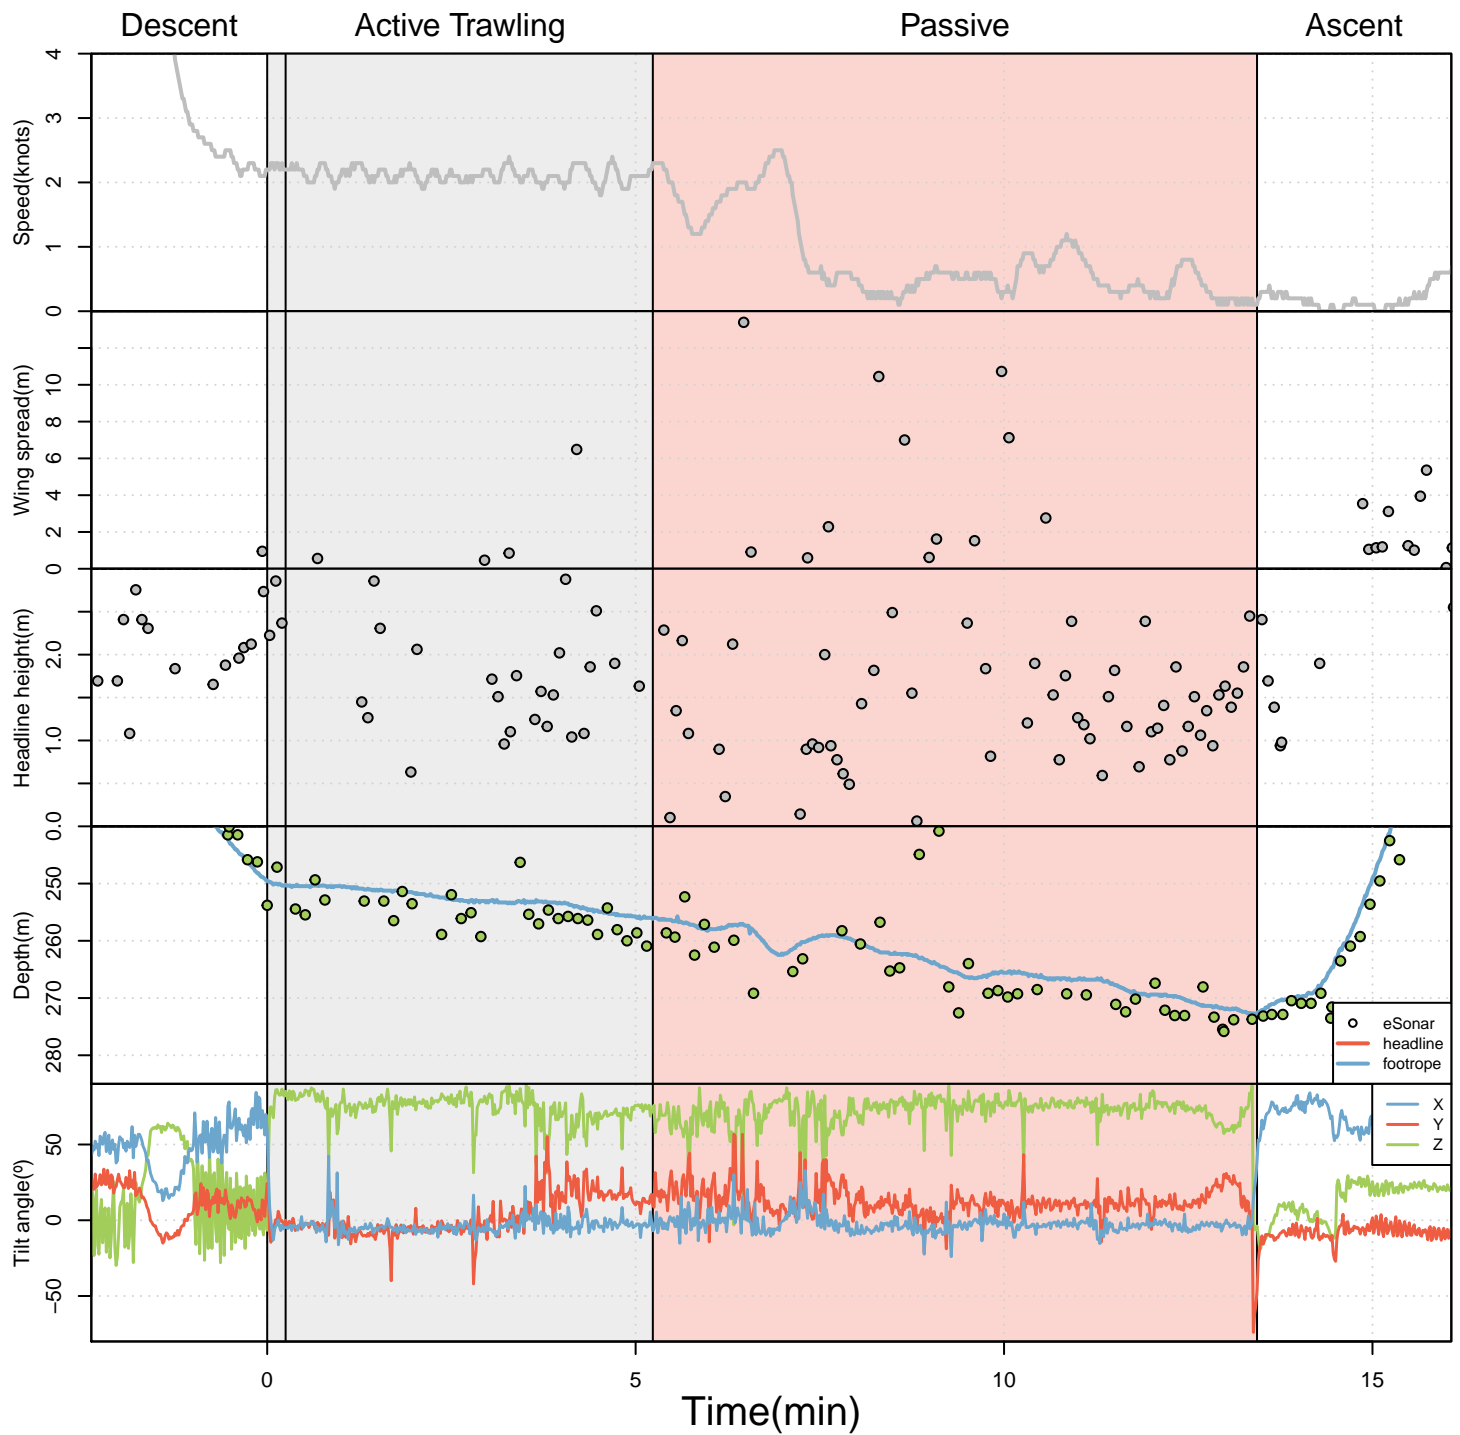 Descent Active Trawling Passive Ascent
Speed(knots)
4
3
2
1
0
Wing spread(m)
10
8
6
4
2
0
Headline height(m)
2.0
1.0
0.0
Depth(m)
250
260
270
280
eSonar
headline
footrope
Tilt angle(º)
50
0
−50
X
Y
Z
0 5 10 15
Time(min)